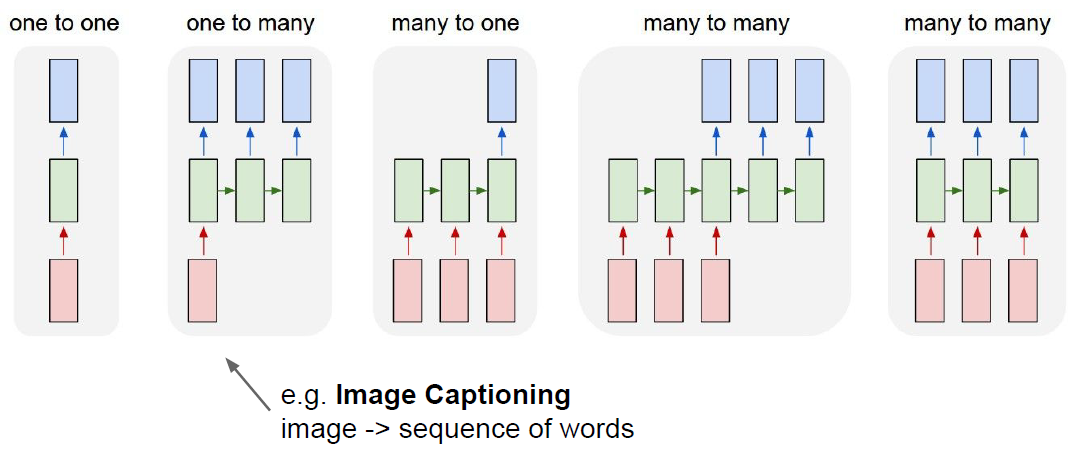 one to one
one to many
many to one
many to many
many to many
e.g. Image Captioning
image -> sequence of words